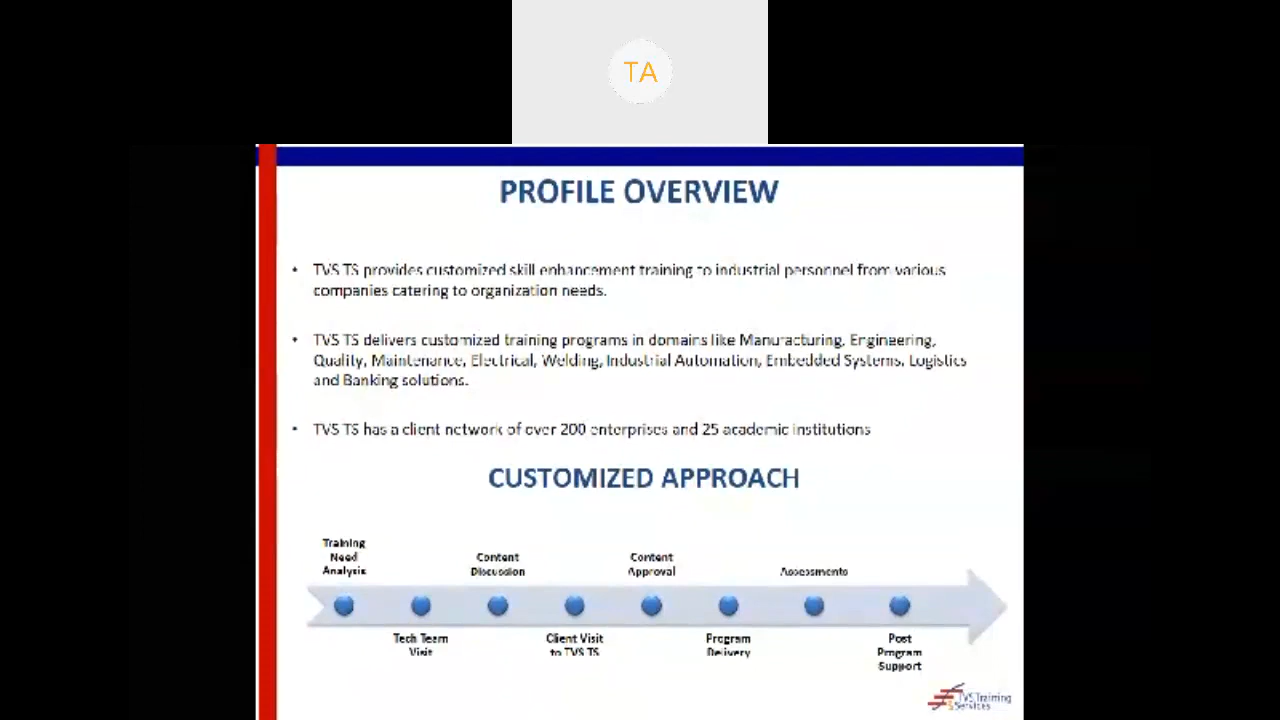 TA
PROFILE OVERVIEW
• TVS TS provides customized skill enhancement training to industrial personnel from various
companies catering to organization needs.
• TVS TS delivers customized training programs in domains like Manufacturing, Engineering,
Quality, Maintenance, Electrical, Welding, Industrial Automation, Embedded Systems, Logistics
and Banking solutions.
• TVS TS has a client network of over 200 enterprises and 25 academic institutions
CUSTOMIZED APPROACH
Training
Need
Analysis
Tech Team
Visit
Content
Discussion
Client Visit
to TVS TS
Content
Approval
Program
Delivery
Assessments
Post
Program
Support
TVS Training
Services